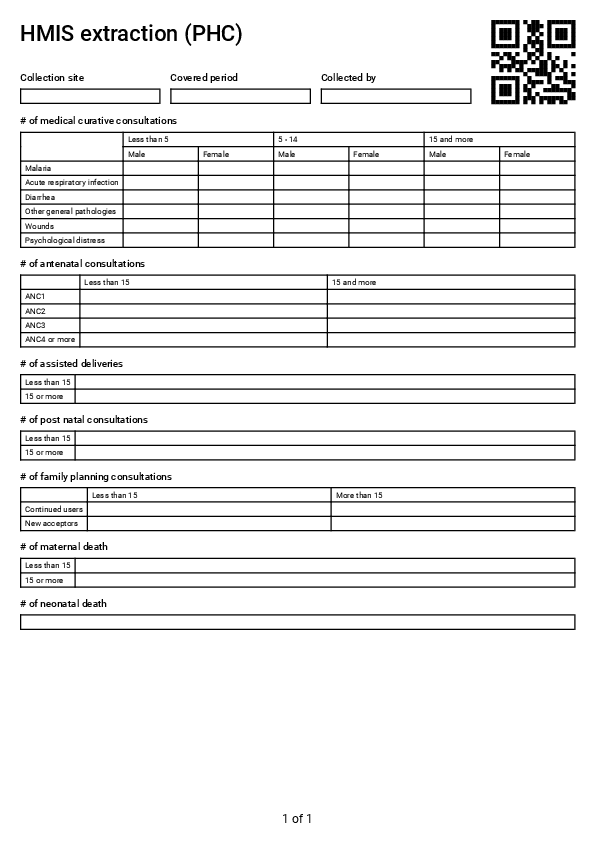 HMIS extraction (PHC)
Collection site Covered period Collected by
# of medical curative consultations
Less than 5 5 - 14 15 and more
Male Female Male Female Male Female
Malaria
Acute respiratory infection
Diarrhea
Other general pathologies
Wounds
Psychological distress
# of antenatal consultations
Less than 15 15 and more
ANC1
ANC2
ANC3
ANC4 or more
# of assisted deliveries
Less than 15
15 or more
# of post natal consultations
Less than 15
15 or more
# of family planning consultations
Less than 15 More than 15
Continued users
New acceptors
# of maternal death
Less than 15
15 or more
# of neonatal death
1 of 1